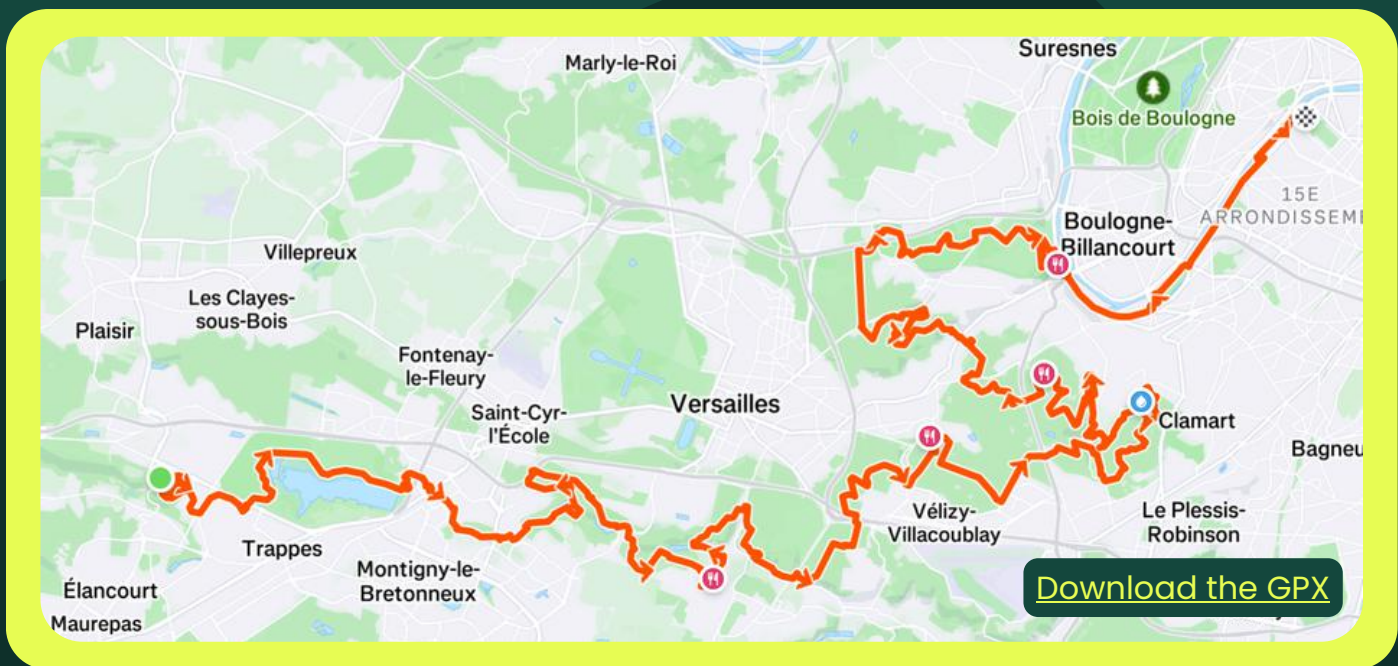 Suresnes
Marly-le-Roi
Bois de Boulogne
15E
ARRONDISSEME
Boulogne-
Billancourt
Villepreux
Les Clayes-
sous-Bois
Plaisir
Fontenay-
le-Fleury
Versailles
Saint-Cyr-
l'École
Clamart
Bagneu
Vélizy-
Villacoublay
Le Plessis-
Robinson
Trappes
Montigny-le-
Bretonneux
Élancourt
Maurepas
Download the GPX